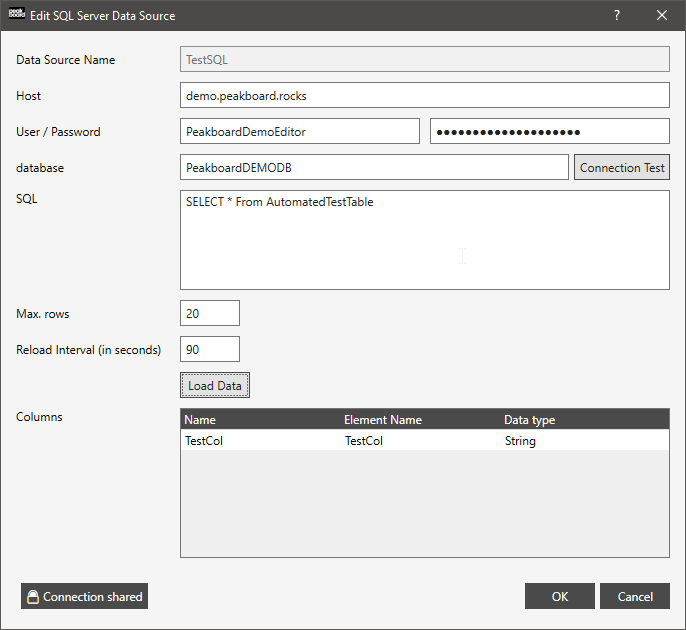 peak board Edit SQL Server Data Source ?
Data Source Name TestSQL
Host demo.peakboard.rocks
User / Password PeakboardDemoEditor ●●●●●●●●●●●●●●●●●●●●
database PeakboardDEMODB Connection Test
SQL SELECT * From AutomatedTestTable
Max. rows 20
Reload Interval (in seconds) 90
Load Data
Columns Name Element Name Data type
TestCol TestCol String
Connection shared OK Cancel